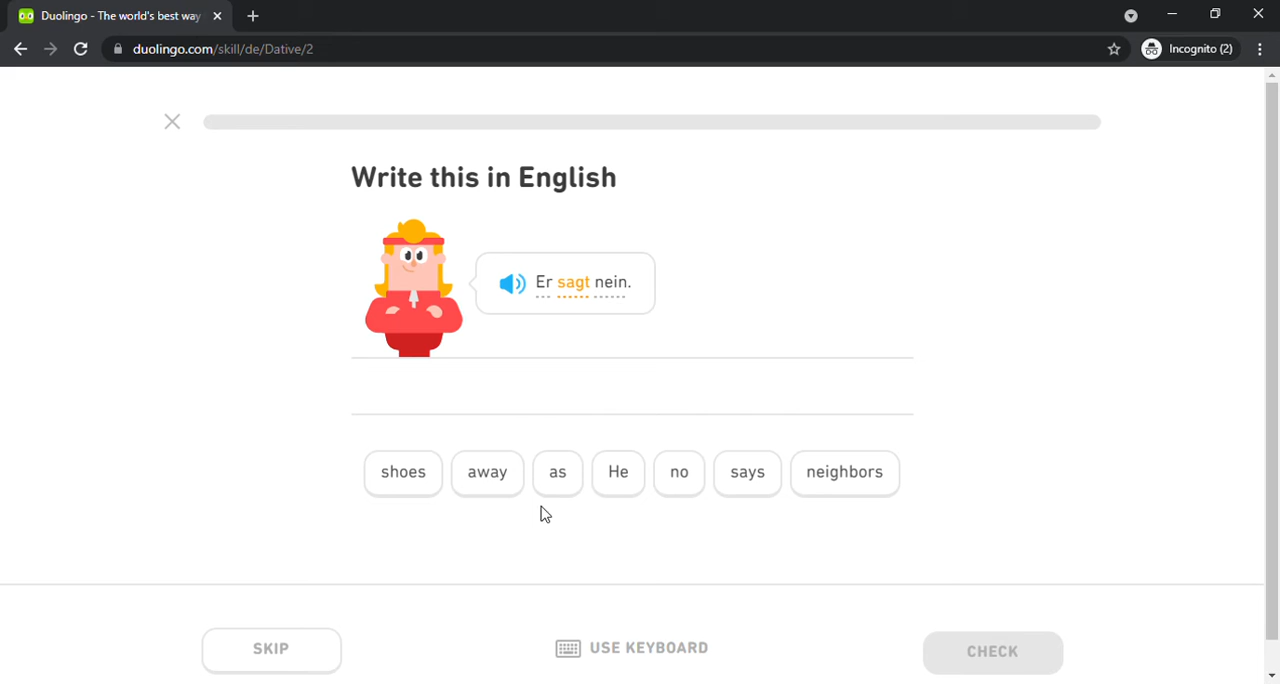 Duolingo - The world's best way
duolingo.com/skill/de/Dative/2
Incognito (2)
Write this in English
Er sagt nein.
shoes away as He no says neighbors
SKIP
USE KEYBOARD
CHECK